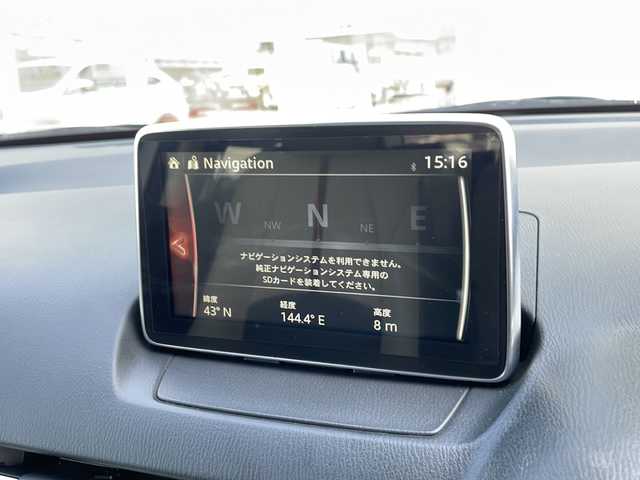 Navigation 15:16
W NW N NE E
ナビゲーションシステムを利用できません。
純正ナビゲーションシステム専用の
SDカードを装着してください。
緯度 経度 高度
43° N 144.4° E 8 m